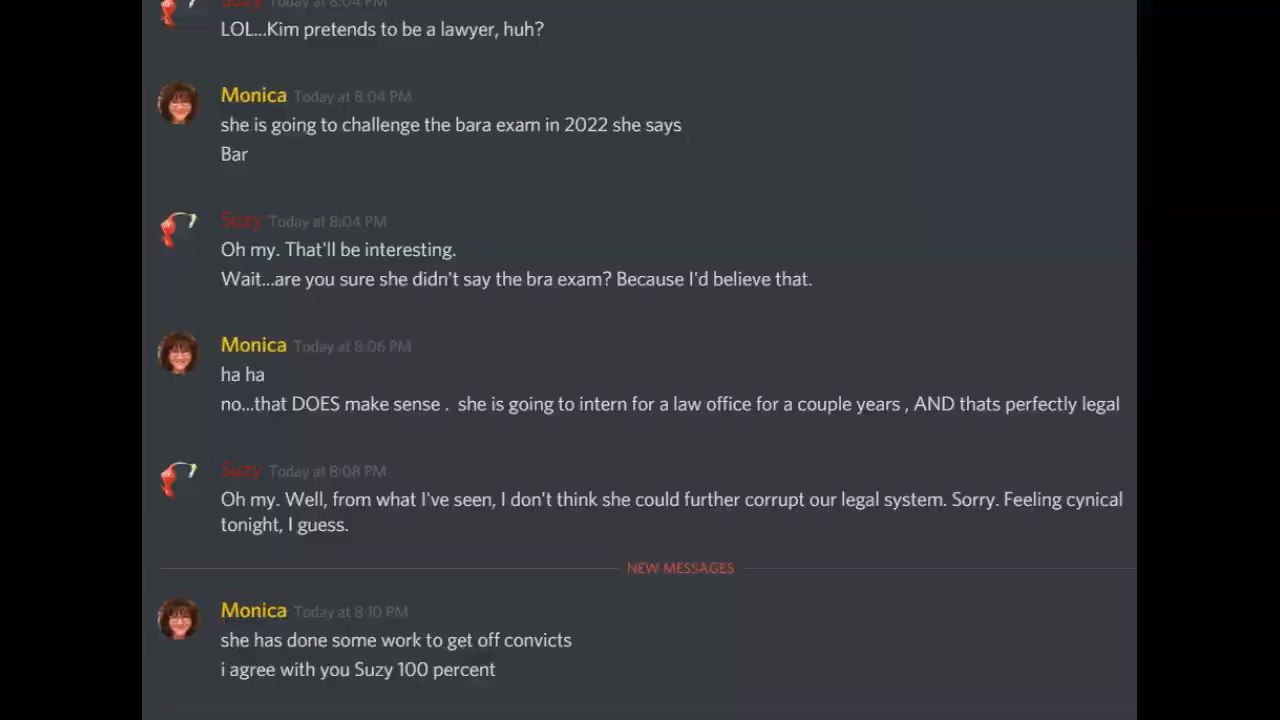 Suzy Today at 8:04 PM
LOL...Kim pretends to be a lawyer, huh?
Monica Today at 8:04 PM
she is going to challenge the bara exam in 2022 she says
Bar
Suzy Today at 8:04 PM
Oh my. That'll be interesting.
Wait...are you sure she didn't say the bra exam? Because I'd believe that.
Monica Today at 8:06 PM
ha ha
no...that DOES make sense . she is going to intern for a law office for a couple years , AND thats perfectly legal
Suzy Today at 8:08 PM
Oh my. Well, from what I've seen, I don't think she could further corrupt our legal system. Sorry. Feeling cynical
tonight, I guess.
NEW MESSAGES
Monica Today at 8:10 PM
she has done some work to get off convicts
i agree with you Suzy 100 percent